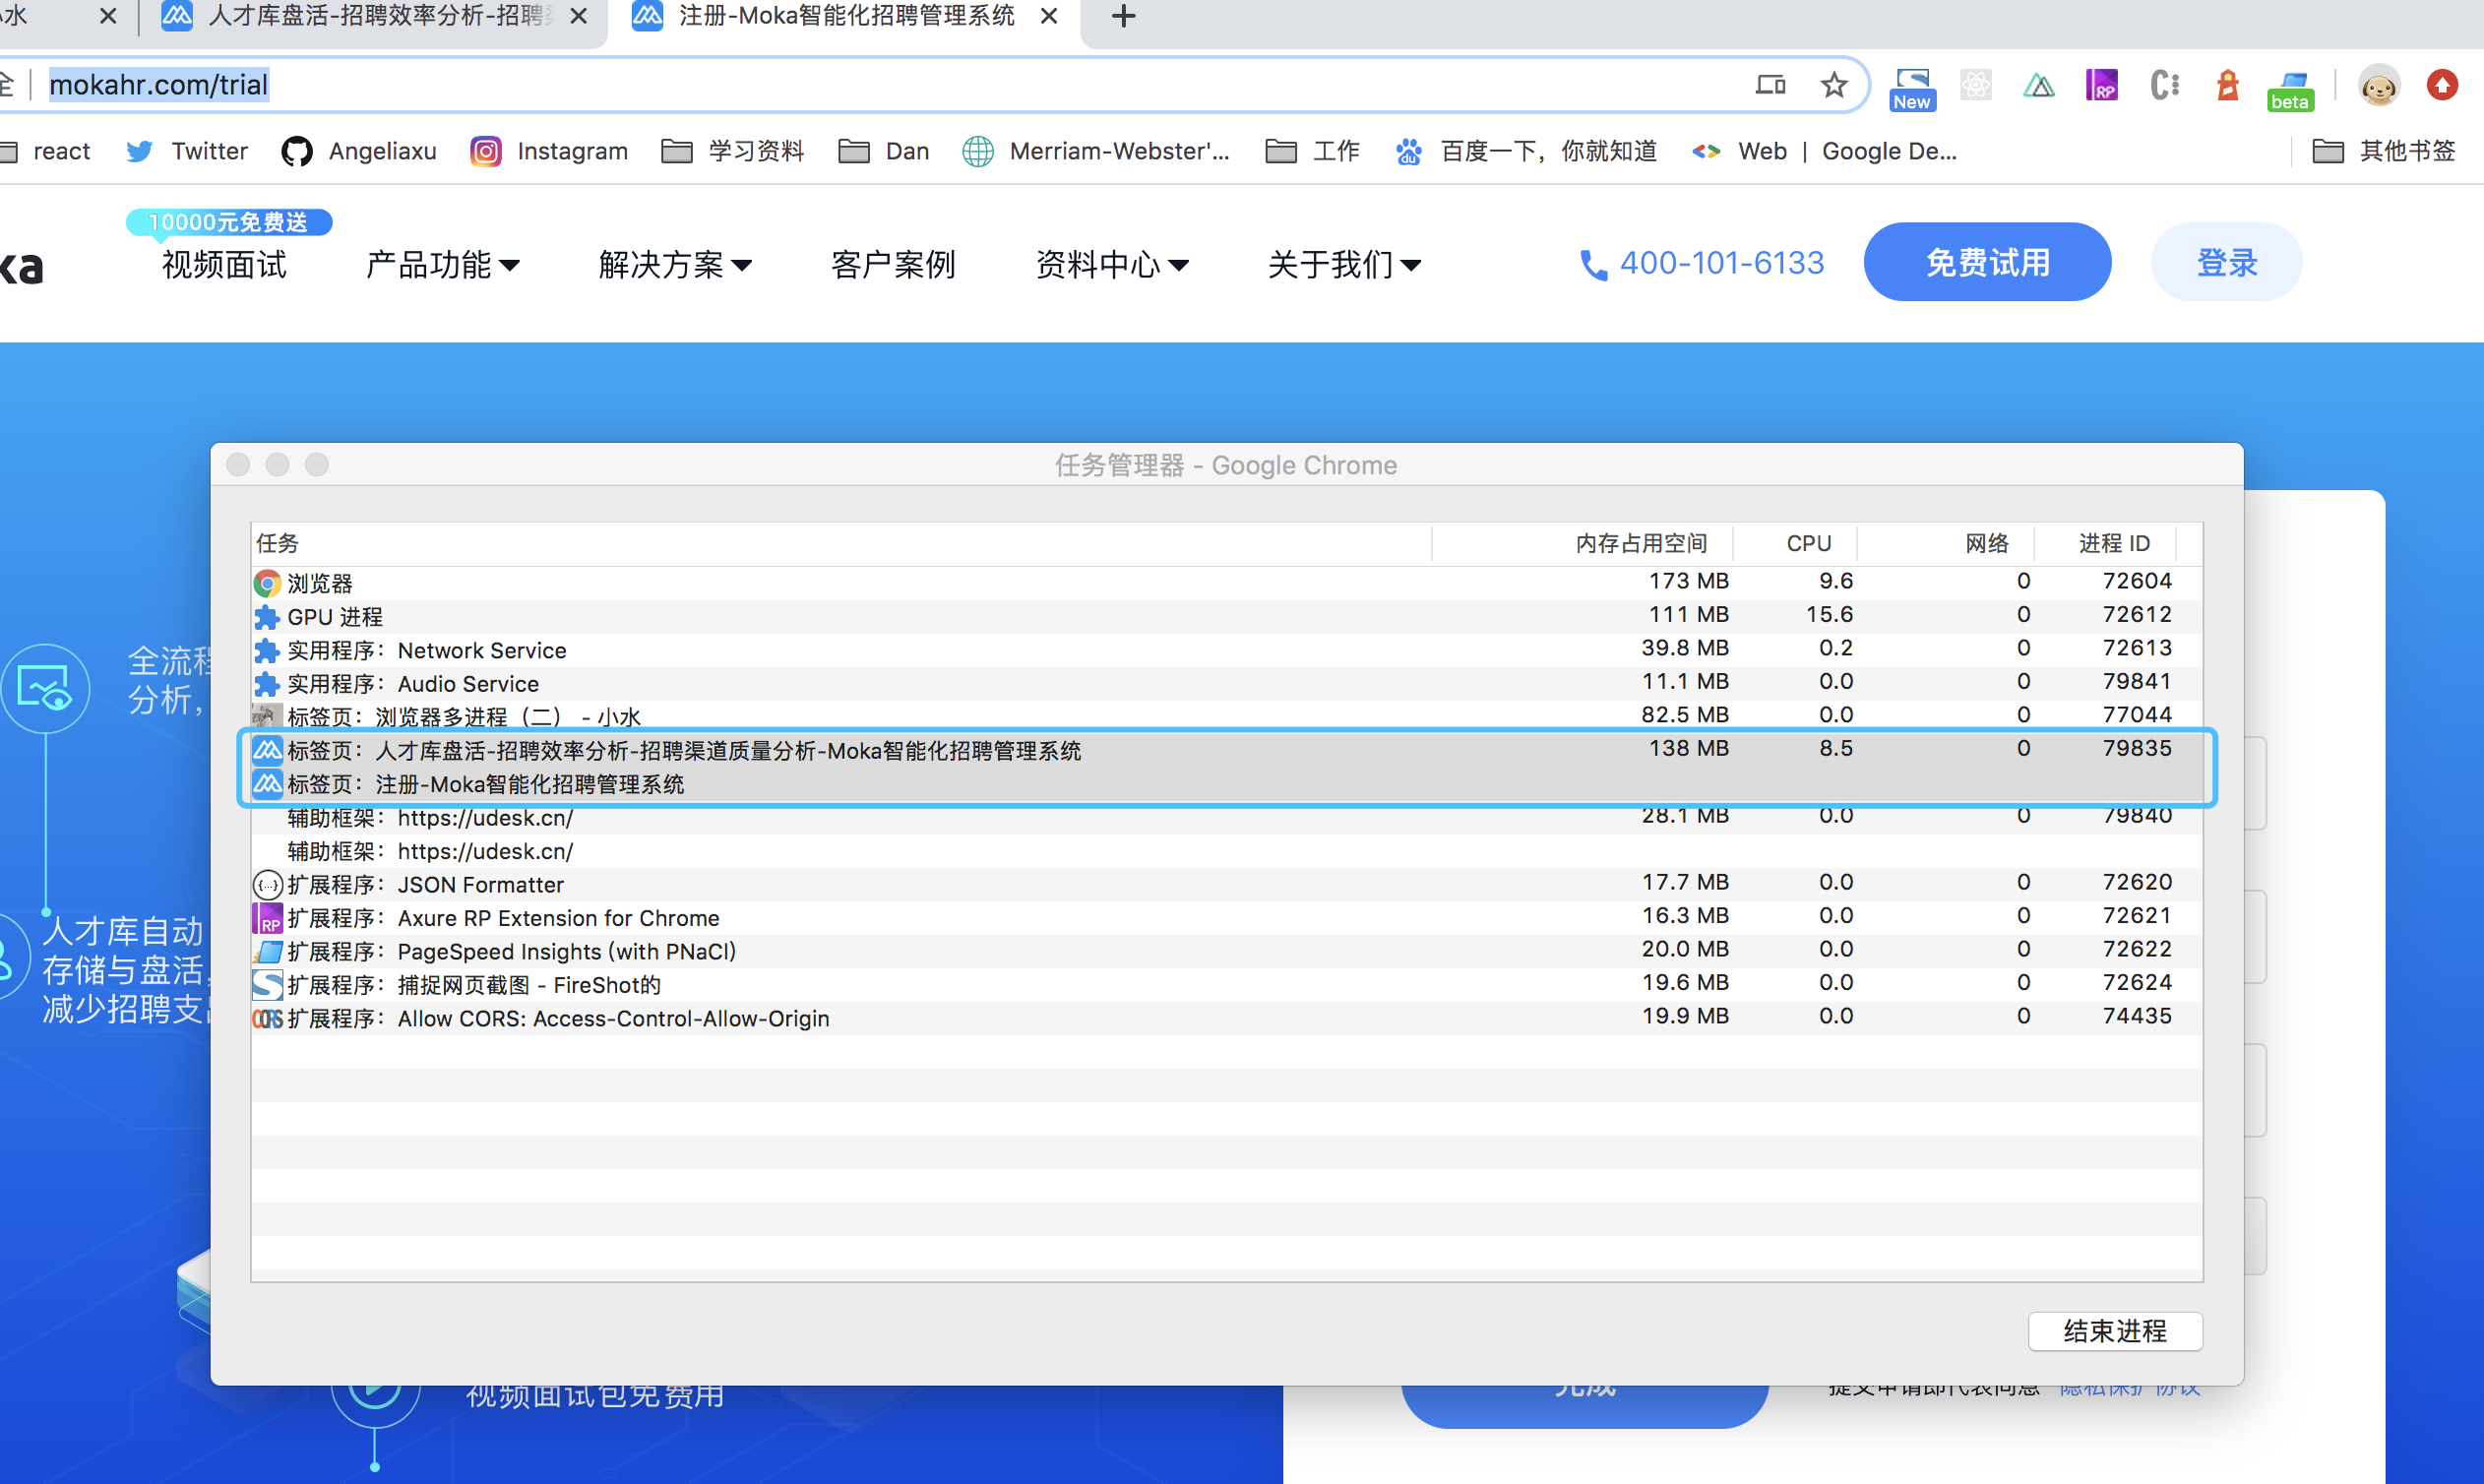 小水
人才库盘活-招聘效率分析-招聘
注册-Moka智能化招聘管理系统
全 | mokahr.com/trial
New
RP
beta
react
Twitter
Angeliaxu
Instagram
学习资料
Dan
Merriam-Webster'...
工作
百度一下，你就知道
Web | Google De...
其他书签
10000元免费送
ka
视频面试
产品功能
解决方案
客户案例
资料中心
关于我们
400-101-6133
免费试用
登录
任务管理器 - Google Chrome
任务 内存占用空间 CPU 网络 进程 ID
浏览器 173 MB 9.6 0 72604
GPU 进程 111 MB 15.6 0 72612
实用程序：Network Service 39.8 MB 0.2 0 72613
实用程序：Audio Service 11.1 MB 0.0 0 79841
标签页：浏览器多进程（二） - 小水 82.5 MB 0.0 0 77044
标签页：人才库盘活-招聘效率分析-招聘渠道质量分析-Moka智能化招聘管理系统 138 MB 8.5 0 79835
标签页：注册-Moka智能化招聘管理系统
辅助框架：https://udesk.cn/ 28.1 MB 0.0 0 79840
辅助框架：https://udesk.cn/
扩展程序：JSON Formatter 17.7 MB 0.0 0 72620
扩展程序：Axure RP Extension for Chrome 16.3 MB 0.0 0 72621
扩展程序：PageSpeed Insights (with PNaCl) 20.0 MB 0.0 0 72622
扩展程序：捕捉网页截图 - FireShot的 19.6 MB 0.0 0 72624
扩展程序：Allow CORS: Access-Control-Allow-Origin 19.9 MB 0.0 0 74435
结束进程
全流程
分析，
人才库自动
存储与盘活，
减少招聘支
视频面试包免费用
完成
提交申请即代表同意 隐私保护协议